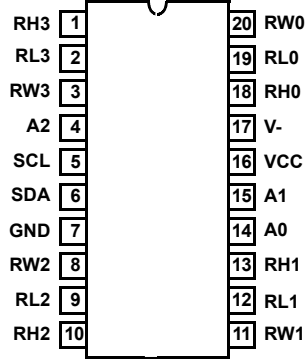 RH3 1 20 RW0
RL3 2 19 RL0
RW3 3 18 RH0
A2 4 17 V-
SCL 5 16 VCC
SDA 6 15 A1
GND 7 14 A0
RW2 8 13 RH1
RL2 9 12 RL1
RH2 10 11 RW1